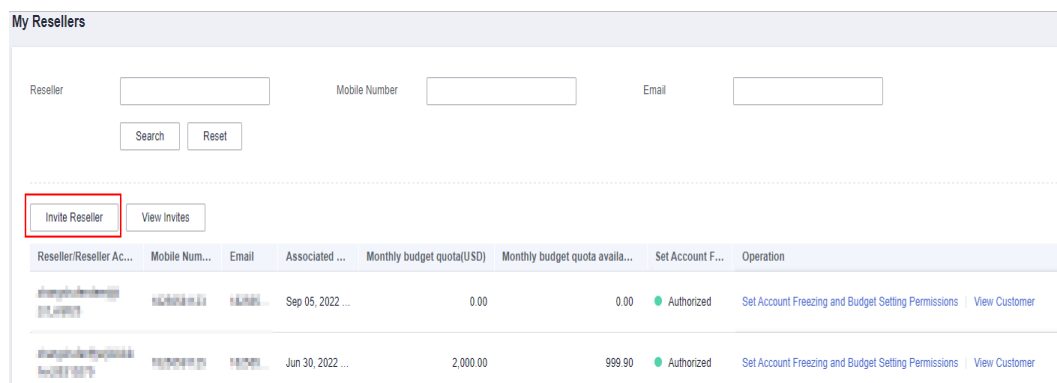 My Resellers
Reseller Mobile Number Email
Search Reset
Invite Reseller View Invites
Reseller/Reseller Ac... Mobile Num... Email Associated ... Monthly budget quota(USD) Monthly budget quota availa... Set Account F... Operation
Sep 05, 2022 ... 0.00 0.00 Authorized Set Account Freezing and Budget Setting Permissions | View Customer
Jun 30, 2022 ... 2,000.00 999.90 Authorized Set Account Freezing and Budget Setting Permissions | View Customer